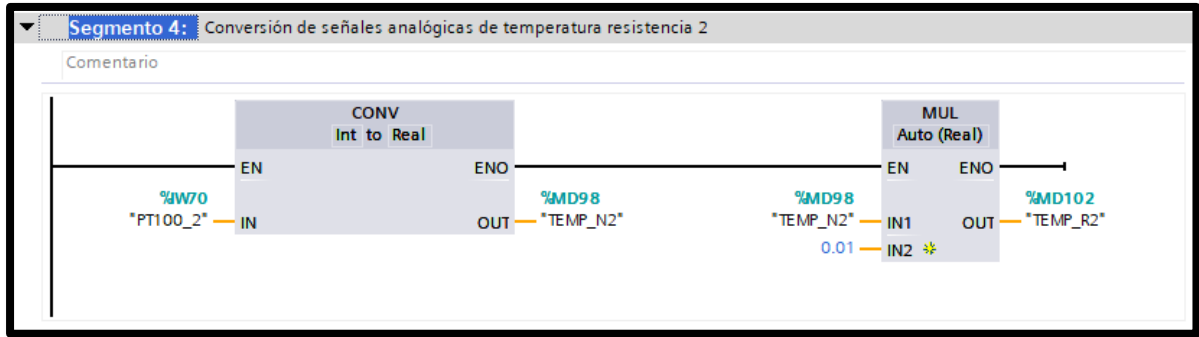 Segmento 4: Conversión de señales analógicas de temperatura resistencia 2
Comentario
CONV
Int to Real
EN ENO
%IW70
"PT100_2" IN
%MD98
OUT "TEMP_N2"
MUL
Auto (Real)
EN ENO
%MD98
"TEMP_N2" IN1
0.01 IN2
%MD102
OUT "TEMP_R2"